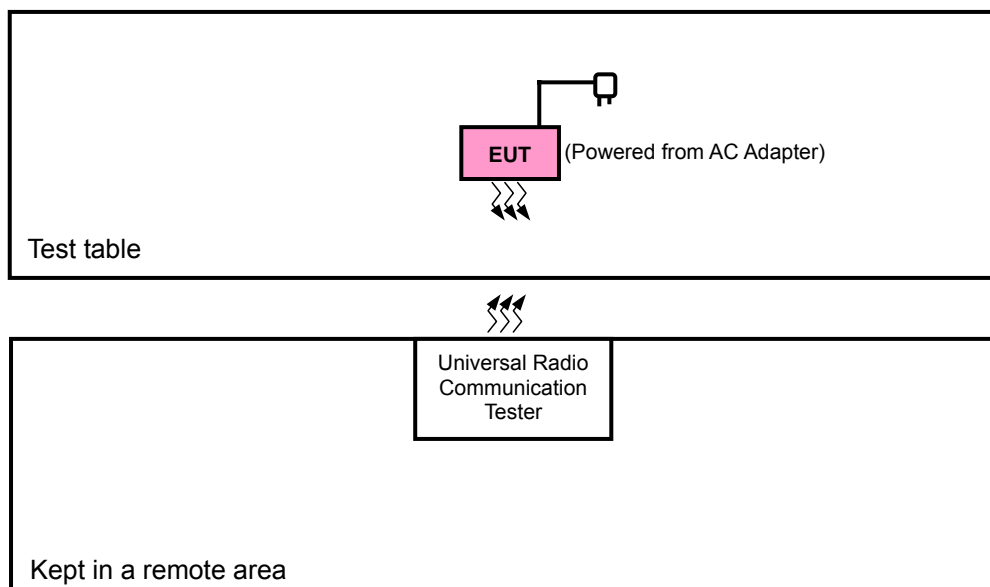 EUT
(Powered from AC Adapter)
Test table
Universal Radio
Communication
Tester
Kept in a remote area